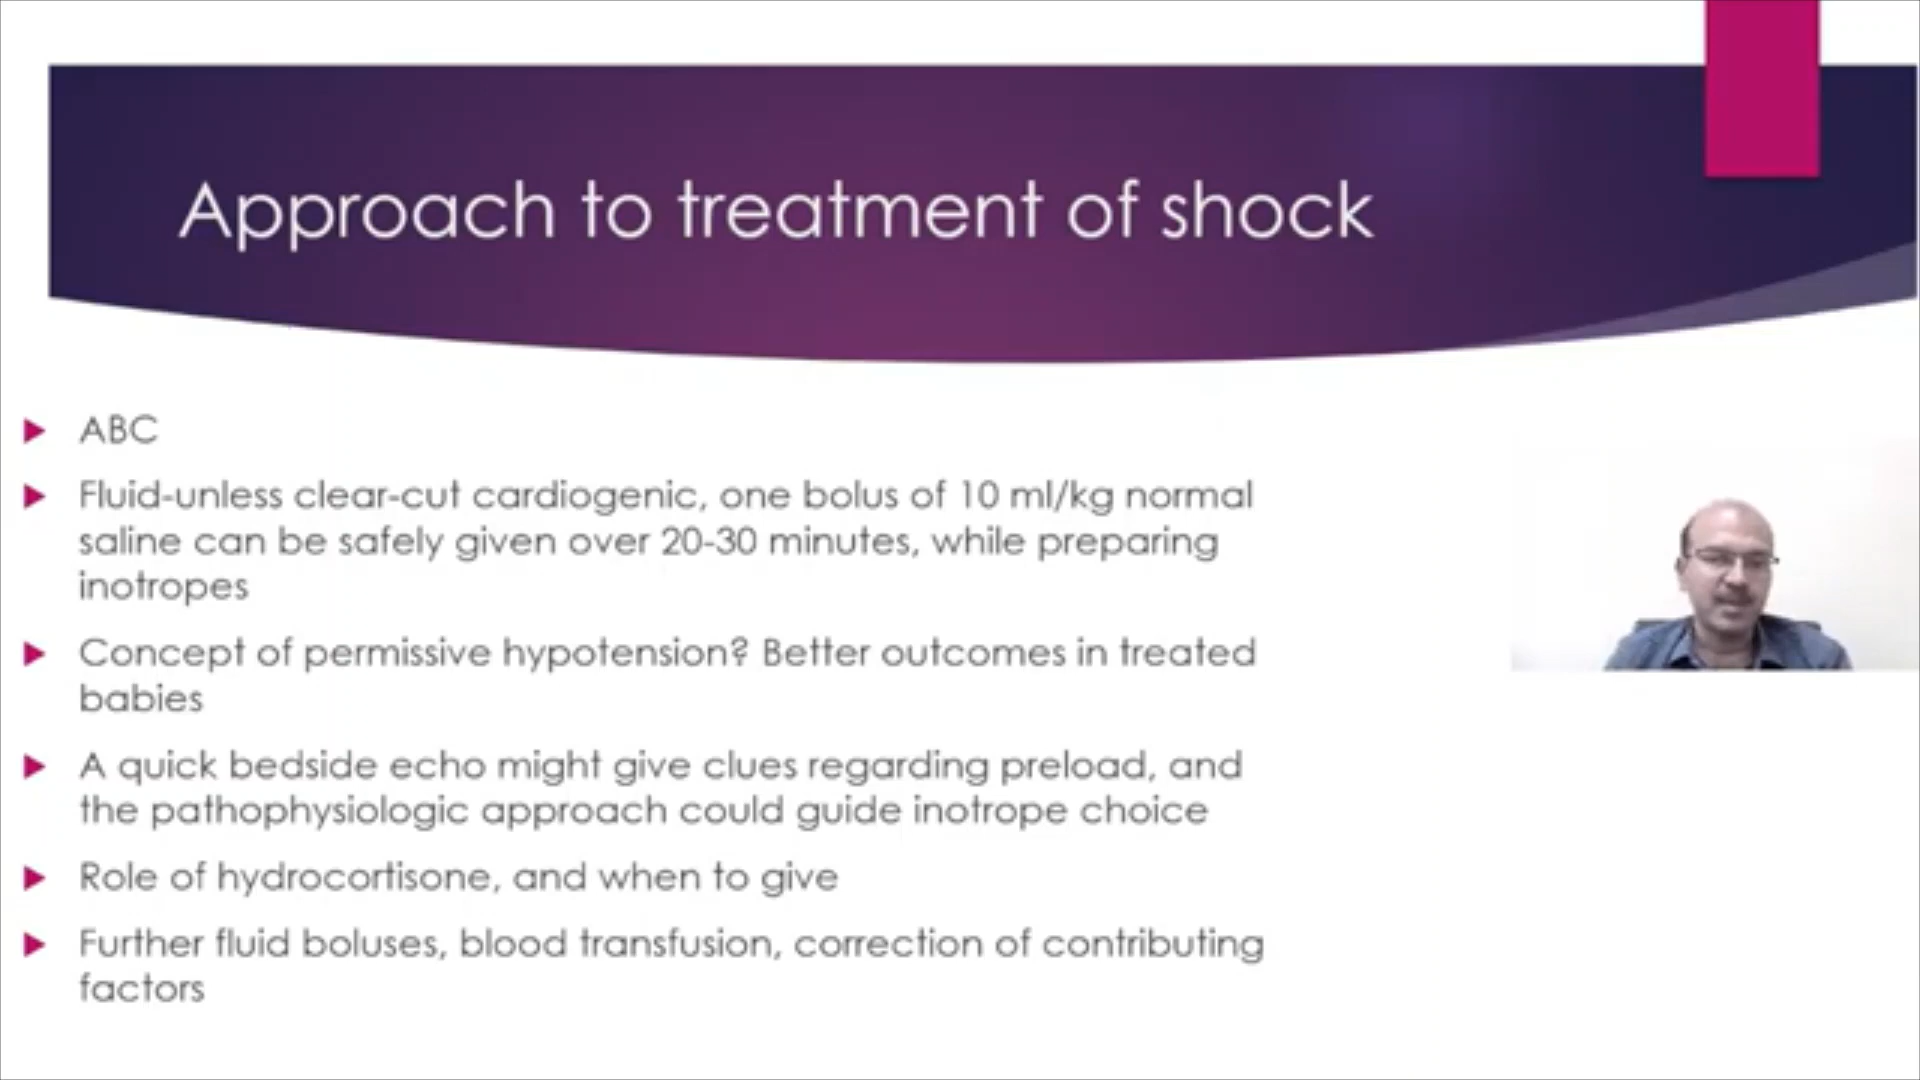 Approach to treatment of shock
ABC
Fluid-unless clear-cut cardiogenic, one bolus of 10 ml/kg normal
saline can be safely given over 20-30 minutes, while preparing
inotropes
Concept of permissive hypotension? Better outcomes in treated
babies
A quick bedside echo might give clues regarding preload, and
the pathophysiologic approach could guide inotrope choice
Role of hydrocortisone, and when to give
Further fluid boluses, blood transfusion, correction of contributing
factors